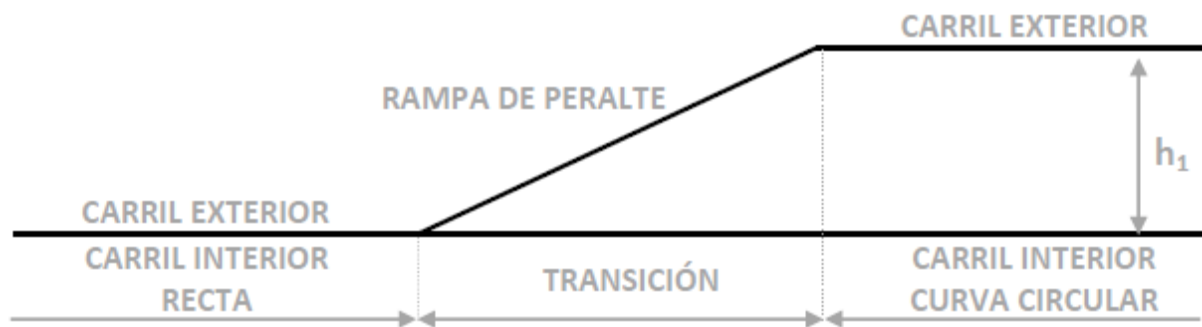 CARRIL EXTERIOR
RAMPA DE PERALTE
h₁
CARRIL EXTERIOR
CARRIL INTERIOR
RECTA
TRANSICIÓN
CARRIL INTERIOR
CURVA CIRCULAR